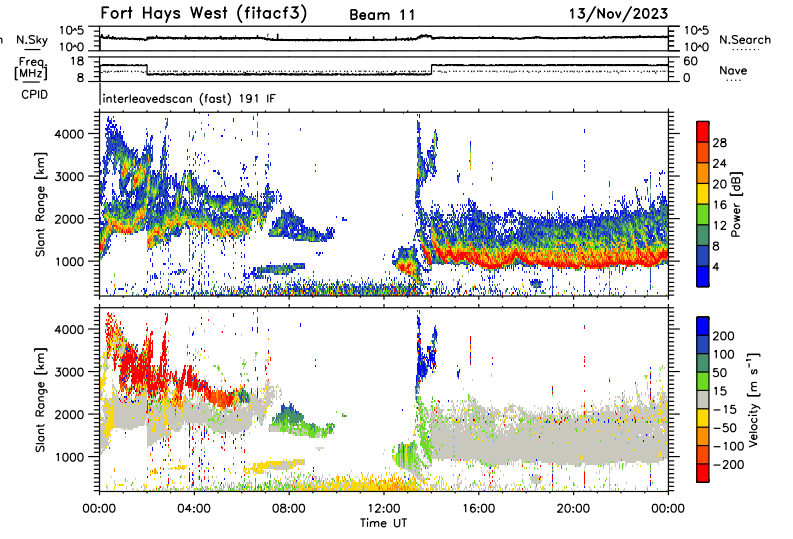 Fort Hays West (fitacf3) Beam 11 13/Nov/2023
N.Sky 10^5 10^0 10^5 10^0 N.Search
Freq. [MHz] 18 8 60 0 Nave
CPID interleavedscan (fast) 191 IF
Slant Range [km] 4000 3000 2000 1000
28 24 20 16 12 8 4 Power [dB]
Slant Range [km] 4000 3000 2000 1000
200 100 50 15 -15 -50 -100 -200 Velocity [m s⁻¹]
00:00 04:00 08:00 12:00 16:00 20:00 00:00
Time UT